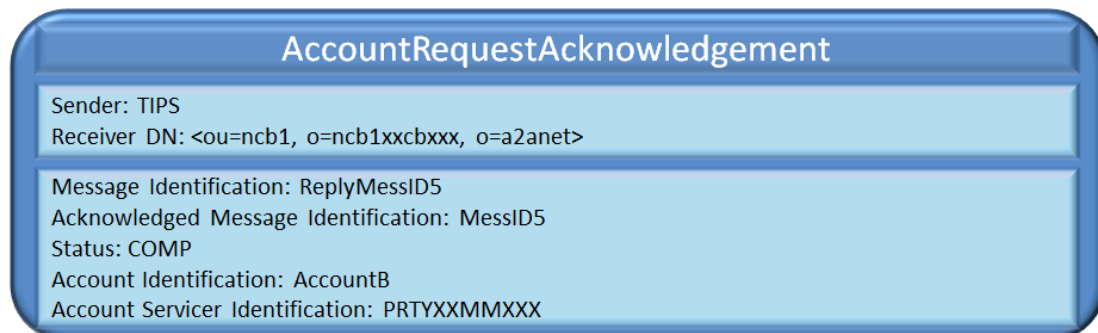 AccountRequestAcknowledgement
Sender: TIPS
Receiver DN: <ou=ncb1, o=ncb1xxcbxxx, o=a2anet>
Message Identification: ReplyMessID5
Acknowledged Message Identification: MessID5
Status: COMP
Account Identification: AccountB
Account Servicer Identification: PRTYXXMMXXX